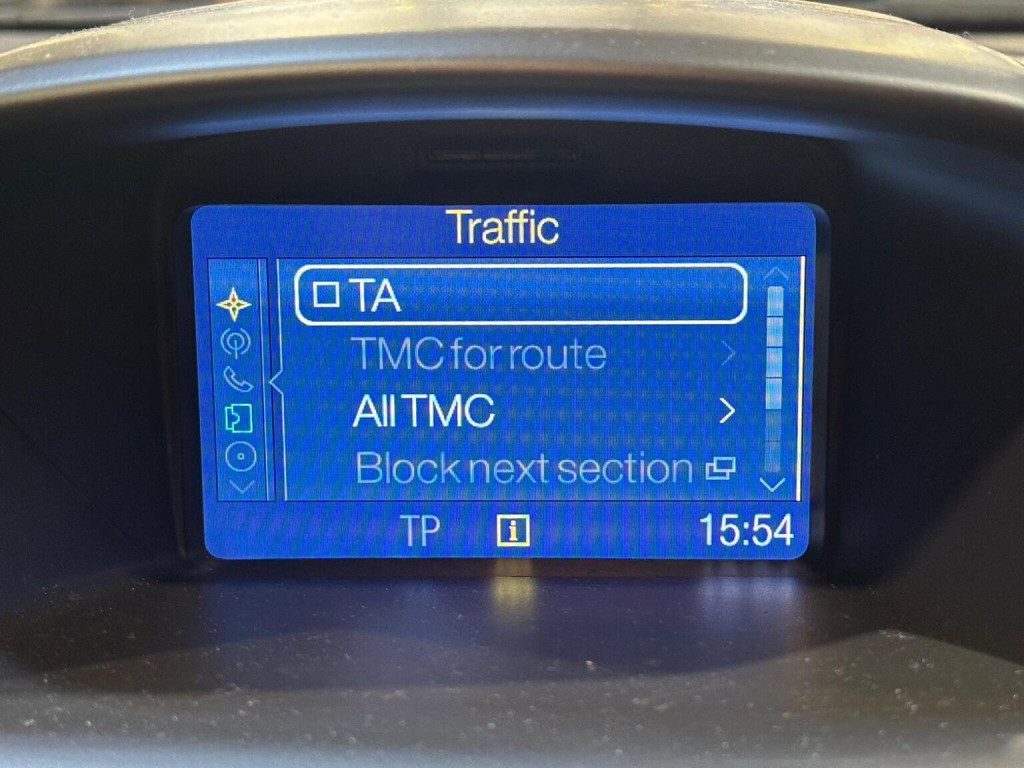 Traffic
TA
TMC for route
All TMC
Block next section
TP i 15:54